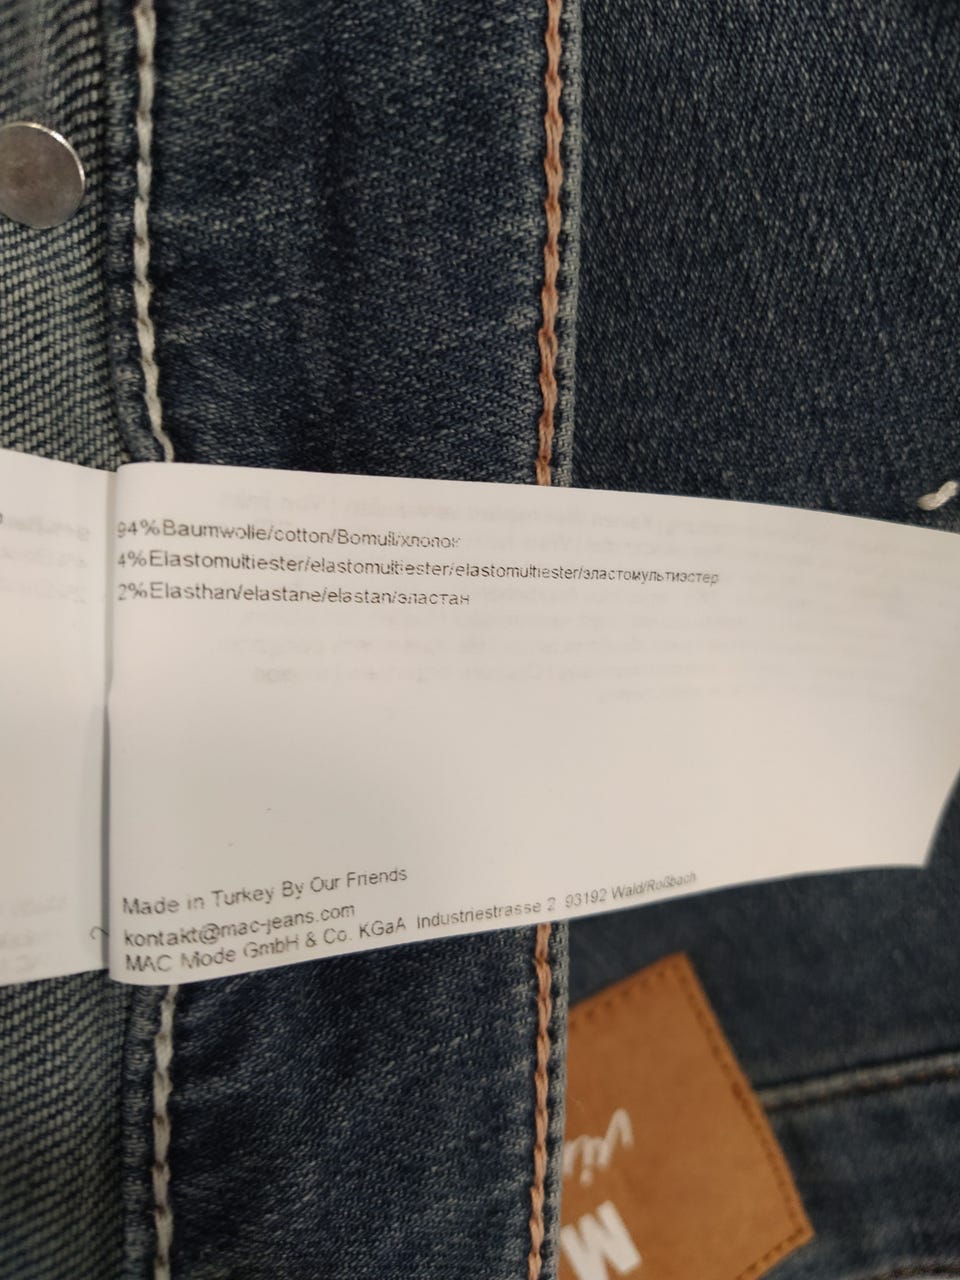 94%Baumwolle/cotton/Bomull/хлопок
4%Elastomultiester/elastomultiester/elastomultiester/эластомультиэстер
2%Elasthan/elastane/elastan/эластан
Made in Turkey By Our Friends
kontakt@mac-jeans.com
MAC Mode GmbH & Co. KGaA Industriestrasse 2 93192 Wald/Roßbach
M